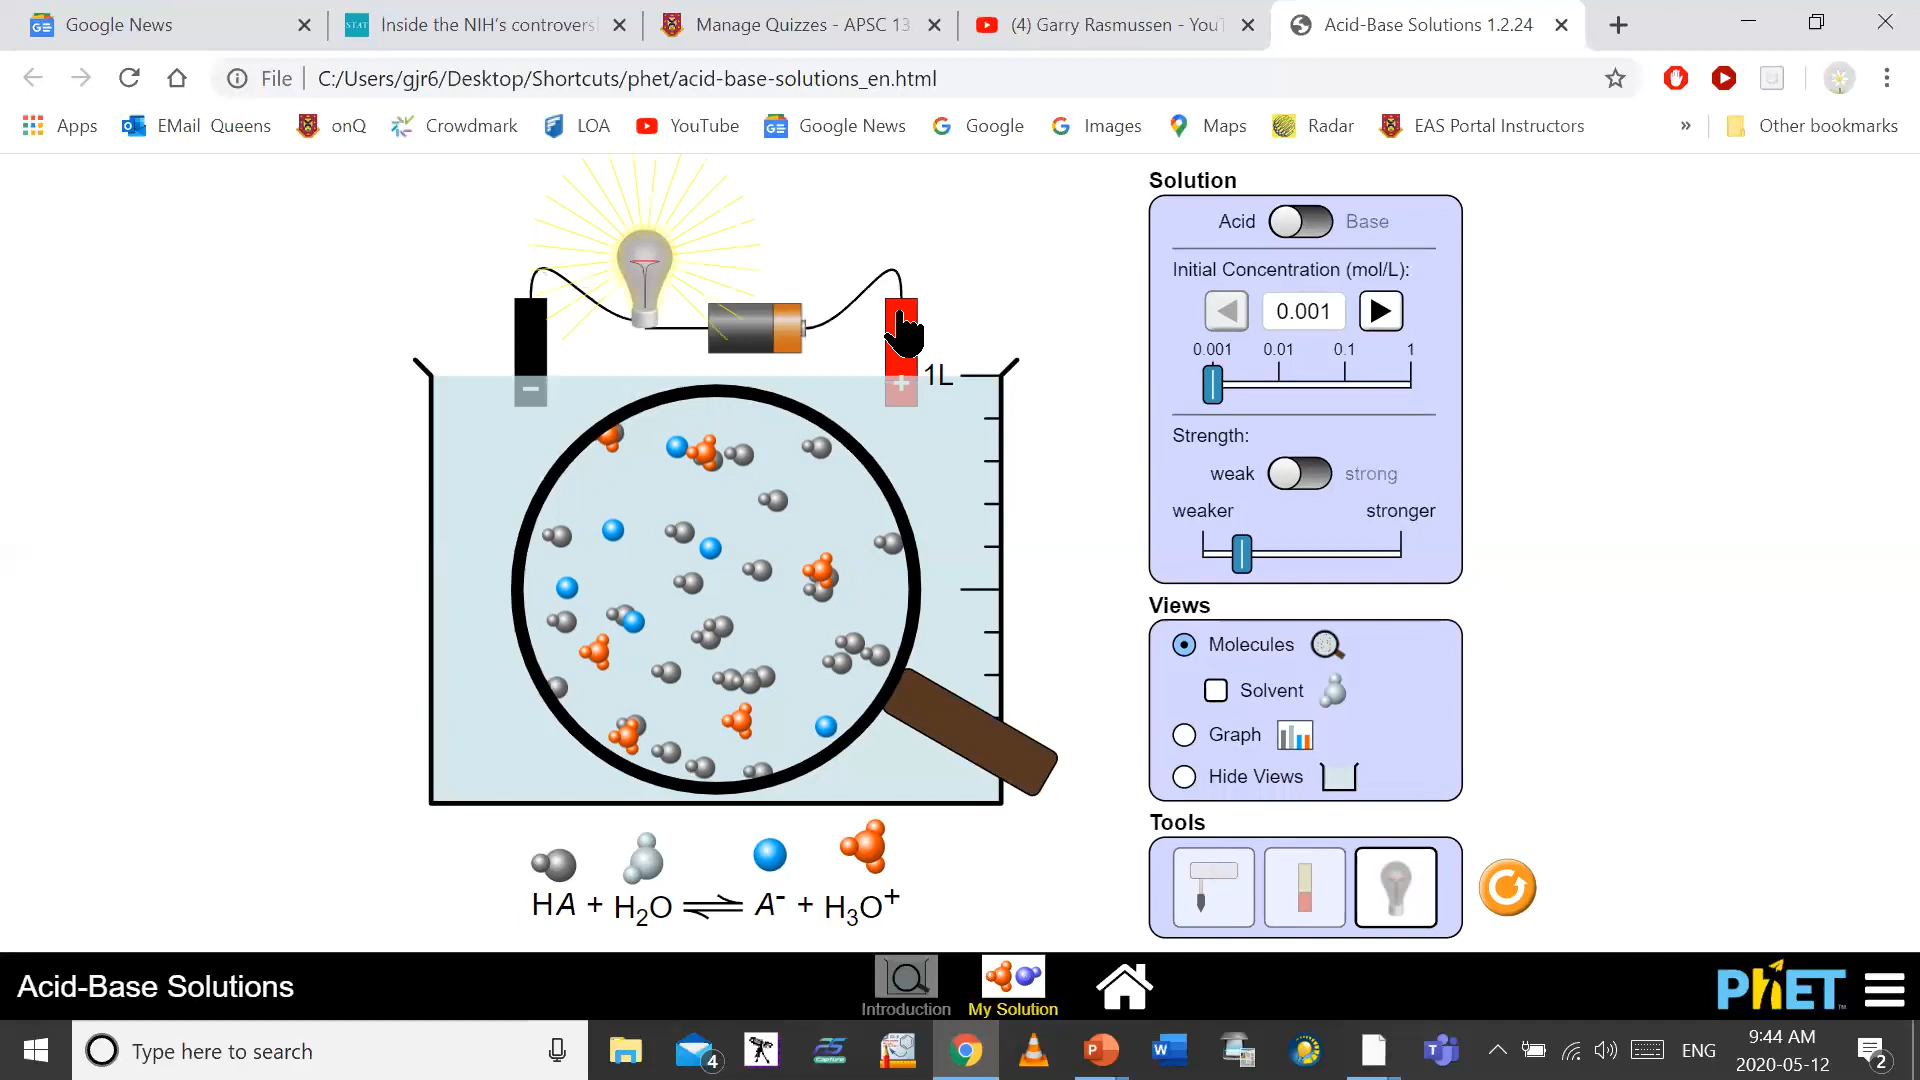 Google News
Inside the NIH's controvers
Manage Quizzes - APSC 13
(4) Garry Rasmussen - YouT
Acid-Base Solutions 1.2.24
File
C:/Users/gjr6/Desktop/Shortcuts/phet/acid-base-solutions_en.html
Apps
EMail Queens
onQ
Crowdmark
LOA
YouTube
Google News
Google
Images
Maps
Radar
EAS Portal Instructors
»
Other bookmarks
Solution
Acid
Base
Initial Concentration (mol/L):
0.001
0.001
0.01
0.1
1
Strength:
weak
strong
weaker
stronger
−
+
1L
Views
Molecules
Solvent
Graph
Hide Views
Tools
HA + H₂O ⇌ A⁻ + H₃O⁺
Acid-Base Solutions
Introduction
My Solution
PhET
Type here to search
4
ENG
9:44 AM
2020-05-12
2